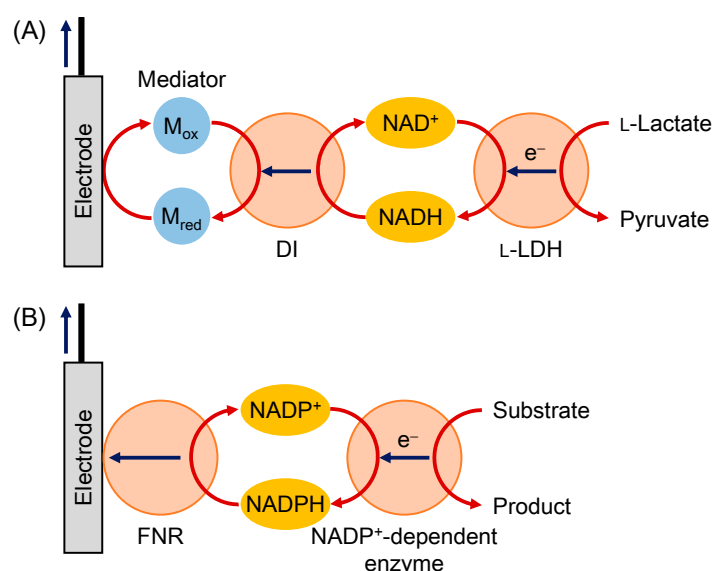 (A)
Mediator
Electrode
Mox
Mred
DI
NAD⁺
NADH
e⁻
L-LDH
L-Lactate
Pyruvate
(B)
Electrode
FNR
NADP⁺
NADPH
e⁻
NADP⁺-dependent
enzyme
Substrate
Product